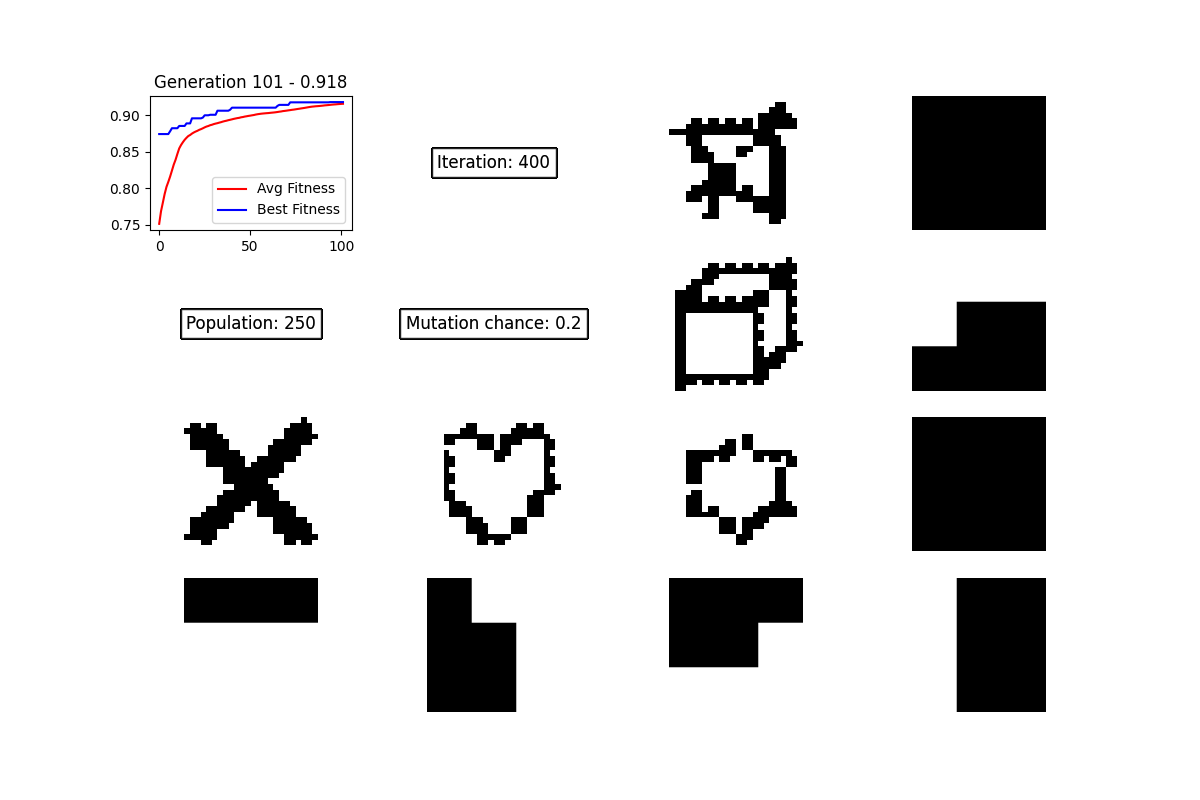 Generation 101 - 0.918
0.90
0.85
0.80
0.75
0
50
100
Avg Fitness
Best Fitness
Iteration: 400
Population: 250
Mutation chance: 0.2